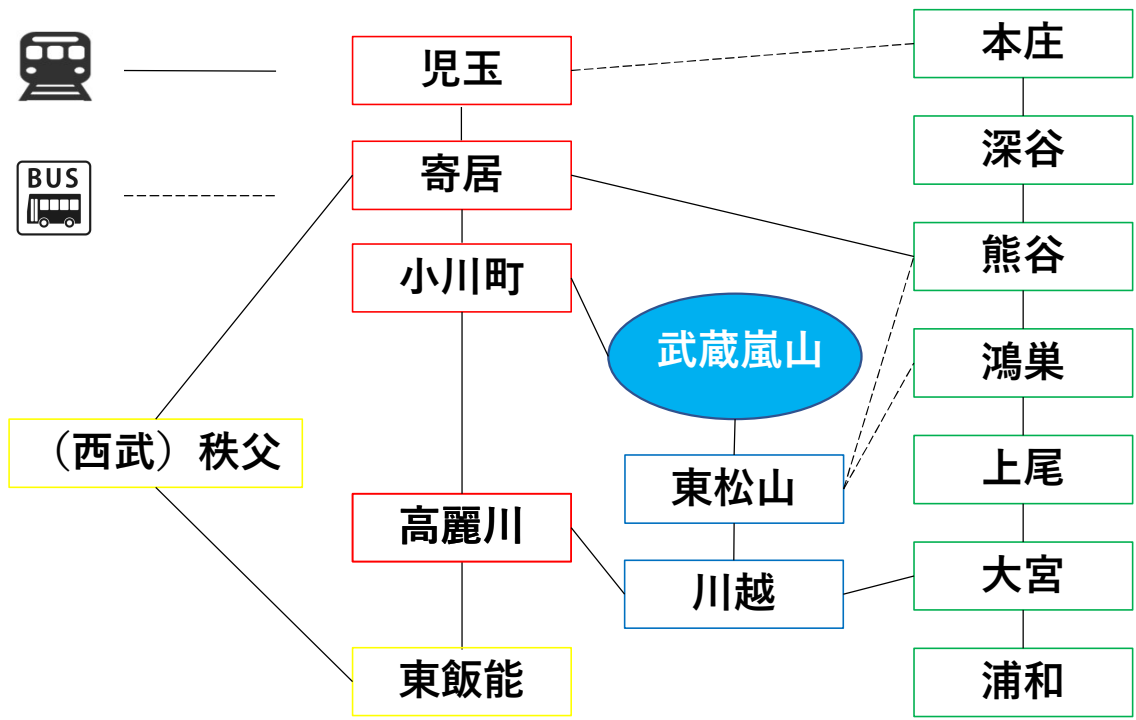 児玉
本庄
BUS
寄居
深谷
小川町
熊谷
武蔵嵐山
鴻巣
（西武）秩父
東松山
上尾
高麗川
川越
大宮
東飯能
浦和